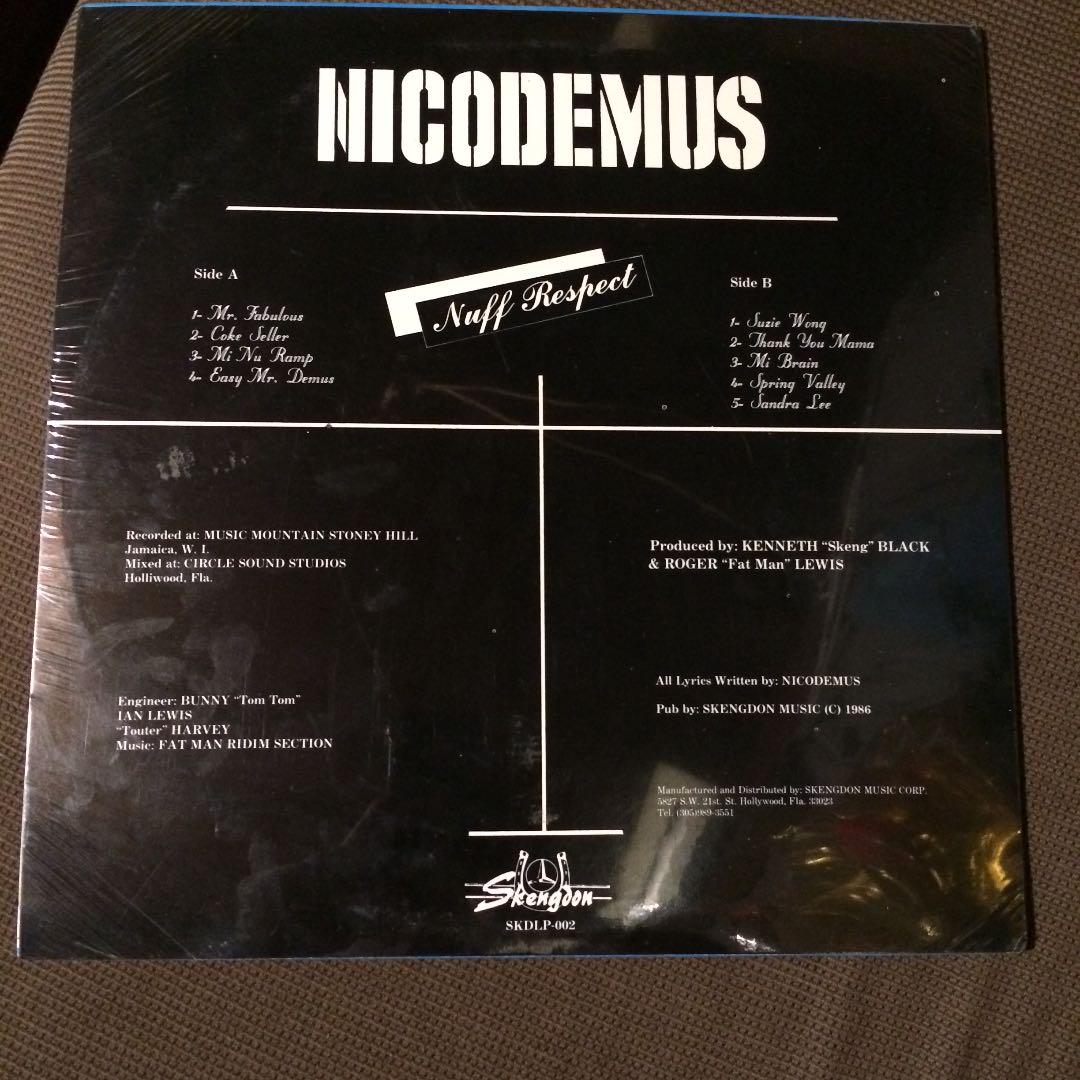 NICODEMUS
Nuff Respect
Side A
1- Mr. Fabulous
2- Coke Seller
3- Mi Nu Ramp
4- Easy Mr. Demus
Side B
1- Suzie Wong
2- Thank You Mama
3- Mi Brain
4- Spring Valley
5- Sandra Lee
Recorded at: MUSIC MOUNTAIN STONEY HILL
Jamaica, W. I.
Mixed at: CIRCLE SOUND STUDIOS
Holliwood, Fla.
Produced by: KENNETH “Skeng” BLACK
& ROGER “Fat Man” LEWIS
Engineer: BUNNY “Tom Tom”
IAN LEWIS
“Touter” HARVEY
Music: FAT MAN RIDIM SECTION
All Lyrics Written by: NICODEMUS
Pub by: SKENGDON MUSIC (C) 1986
Manufactured and Distributed by: SKENGDON MUSIC CORP.
5827 S.W. 21st. St. Hollywood, Fla. 33023
Tel. (305)989-3551
Skengdon
SKDLP-002